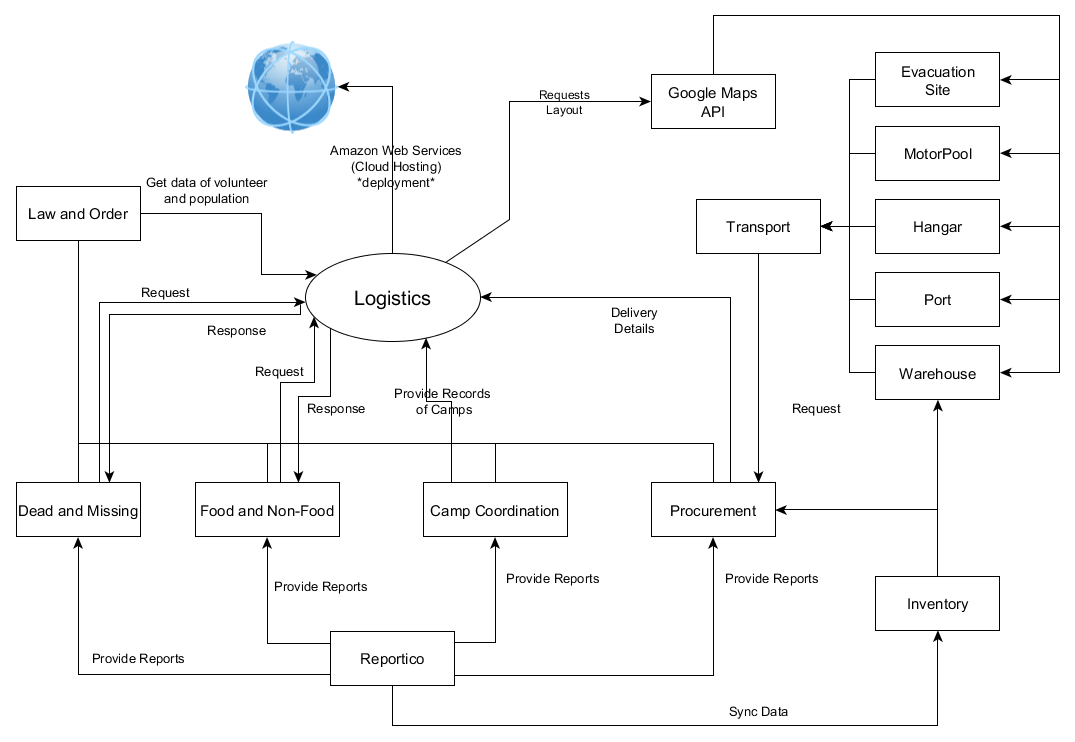 Requests
Layout
Google Maps
API
Evacuation
Site
Amazon Web Services
(Cloud Hosting)
*deployment*
MotorPool
Get data of volunteer
and population
Law and Order
Transport
Hangar
Logistics
Request
Response
Delivery
Details
Port
Request
Response
Provide Records
of Camps
Request
Warehouse
Dead and Missing
Food and Non-Food
Camp Coordination
Procurement
Provide Reports
Provide Reports
Provide Reports
Inventory
Provide Reports
Reportico
Sync Data